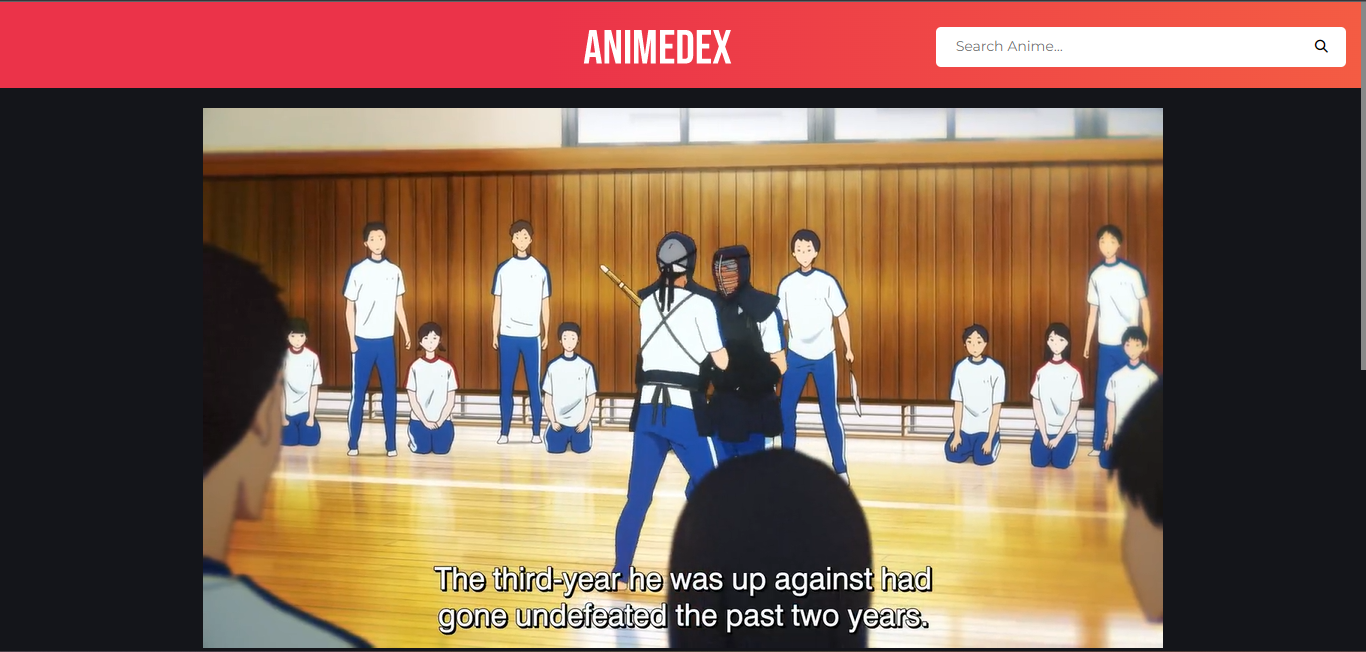 ANIMEDEX
Search Anime...
The third-year he was up against had
gone undefeated the past two years.